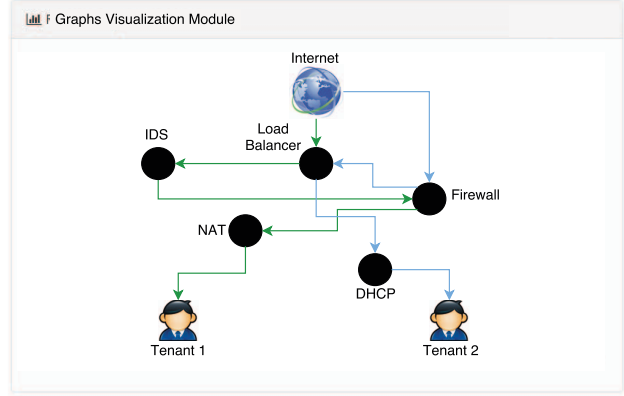 Graphs Visualization Module
Internet
Load
Balancer
IDS
Firewall
NAT
DHCP
Tenant 1
Tenant 2